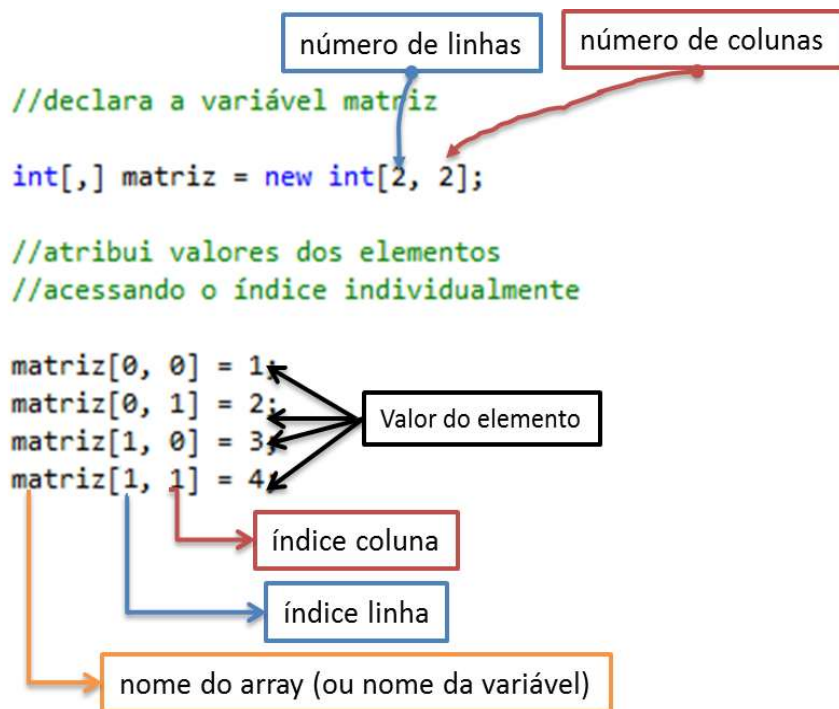 número de linhas
número de colunas
//declara a variável matriz
int[,] matriz = new int[2, 2];
//atribui valores dos elementos
//acessando o índice individualmente
matriz[0, 0] = 1;
matriz[0, 1] = 2;
matriz[1, 0] = 3;
matriz[1, 1] = 4;
Valor do elemento
índice coluna
índice linha
nome do array (ou nome da variável)